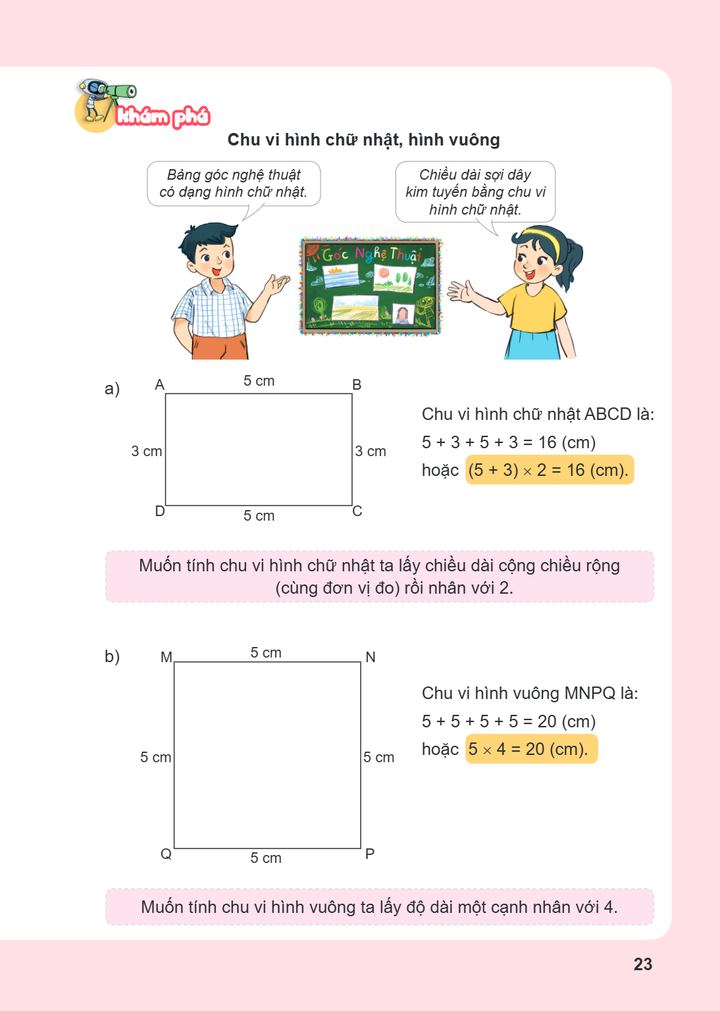 khám phá
Chu vi hình chữ nhật, hình vuông
Bảng góc nghệ thuật
có dạng hình chữ nhật.
Chiều dài sợi dây
kim tuyến bằng chu vi
hình chữ nhật.
Góc Nghệ Thuật
a)
A
5 cm
B
3 cm
3 cm
D
5 cm
C
Chu vi hình chữ nhật ABCD là:
5 + 3 + 5 + 3 = 16 (cm)
hoặc (5 + 3) × 2 = 16 (cm).
Muốn tính chu vi hình chữ nhật ta lấy chiều dài cộng chiều rộng
(cùng đơn vị đo) rồi nhân với 2.
b)
M
5 cm
N
5 cm
5 cm
Q
5 cm
P
Chu vi hình vuông MNPQ là:
5 + 5 + 5 + 5 = 20 (cm)
hoặc 5 × 4 = 20 (cm).
Muốn tính chu vi hình vuông ta lấy độ dài một cạnh nhân với 4.
23